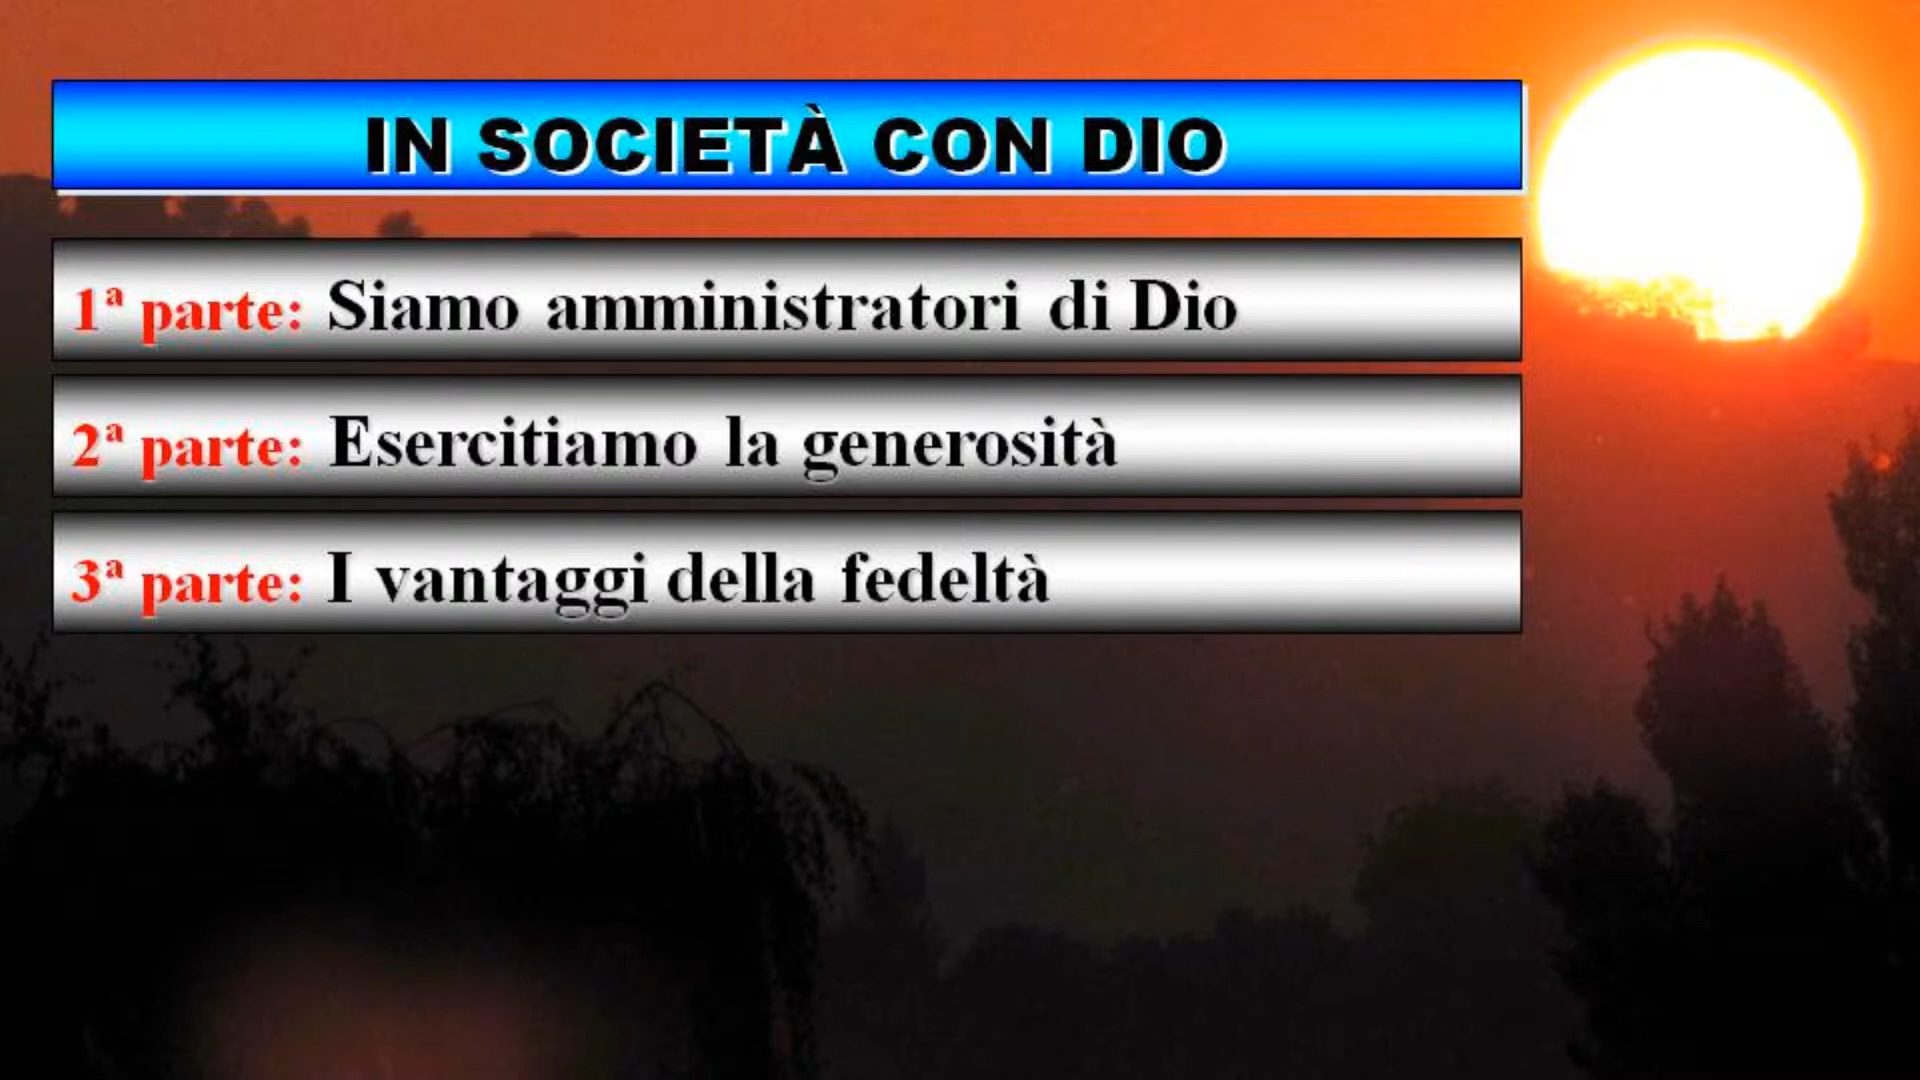 IN SOCIETÀ CON DIO
1ª parte: Siamo amministratori di Dio
2ª parte: Esercitiamo la generosità
3ª parte: I vantaggi della fedeltà